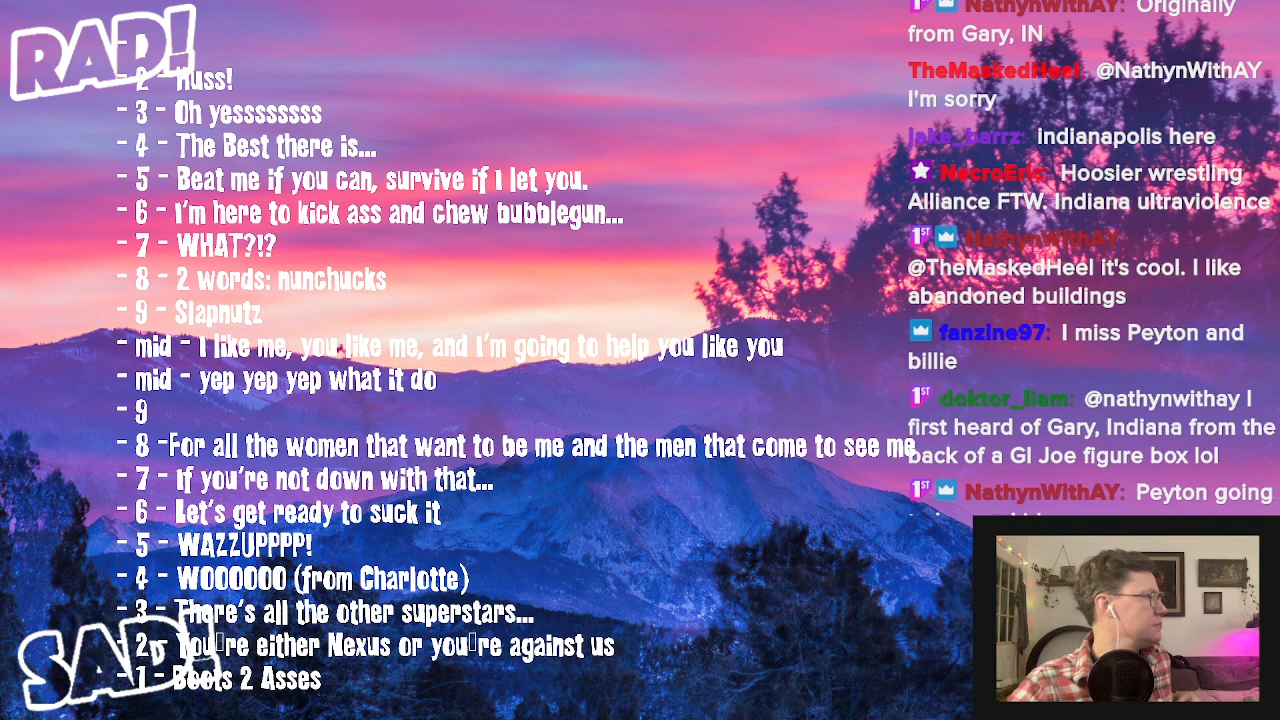 RAD!
-
- 2 - Huss!
- 3 - Oh yesssssssss
- 4 - The Best there is...
- 5 - Beat me if you can, survive if I let you.
- 6 - I'm here to kick ass and chew bubblegun...
- 7 - WHAT?!?
- 8 - 2 words: nunchucks
- 9 - Slapnutz
- mid - I like me, you like me, and I'm going to help you like you
- mid - yep yep yep what it do
- 9
- 8 -For all the women that want to be me and the men that come to see me
- 7 - If you're not down with that...
- 6 - Let's get ready to suck it
- 5 - WAZZUPPPP!
- 4 - WOOOOOO (from Charlotte)
- 3 - There's all the other superstars...
- 2 - You▯re either Nexus or you▯re against us
- 1 - Boots 2 Asses
SAD!
NathynWithAY: Originally
from Gary, IN
TheMaskedHeel: @NathynWithAY
I'm sorry
jake_barrz: indianapolis here
NecroEric: Hoosier wrestling
Alliance FTW. Indiana ultraviolence
1ST NathynWithAY:
@TheMaskedHeel it's cool. I like
abandoned buildings
fanzine97: I miss Peyton and
billie
1ST doktor_liam: @nathynwithay I
first heard of Gary, Indiana from the
back of a GI Joe figure box lol
1ST NathynWithAY: Peyton going